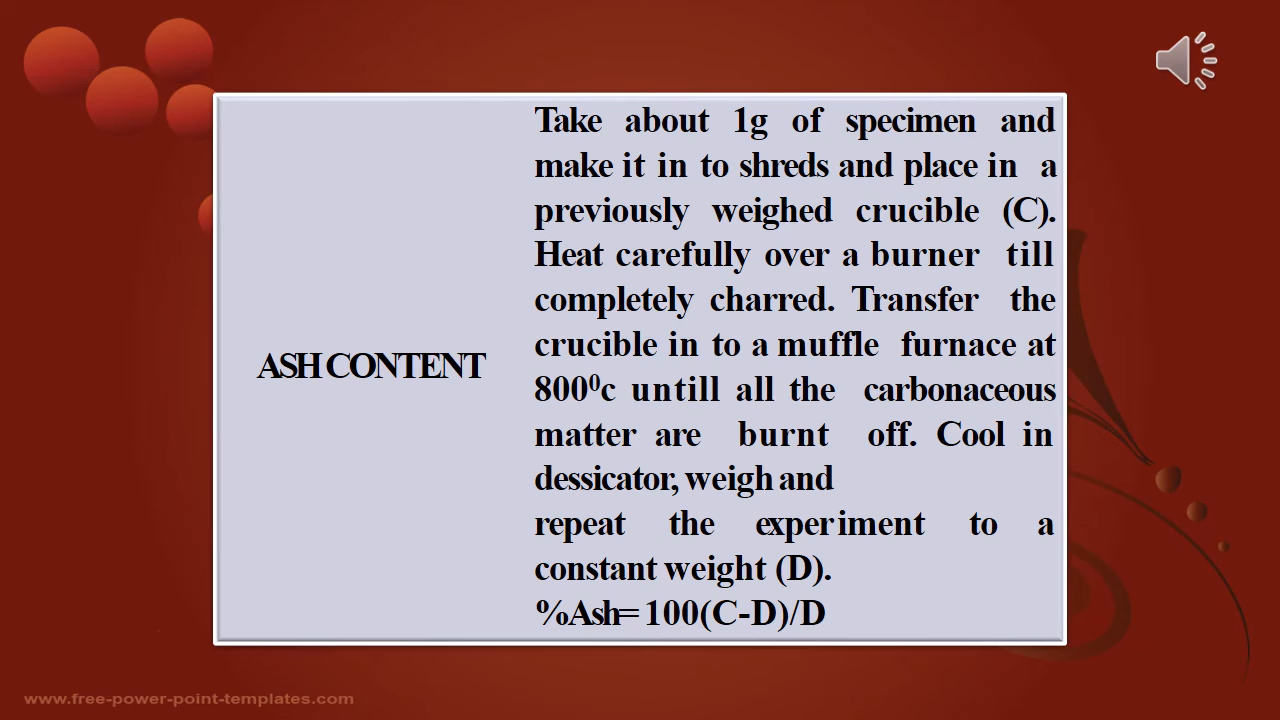 Take about 1g of specimen and
make it in to shreds and place in a
previously weighed crucible (C).
Heat carefully over a burner till
completely charred. Transfer the
crucible in to a muffle furnace at
ASH CONTENT
800⁰c untill all the carbonaceous
matter are burnt off. Cool in
dessicator, weigh and
repeat the experiment to a
constant weight (D).
%Ash= 100(C-D)/D
www.free-power-point-templates.com